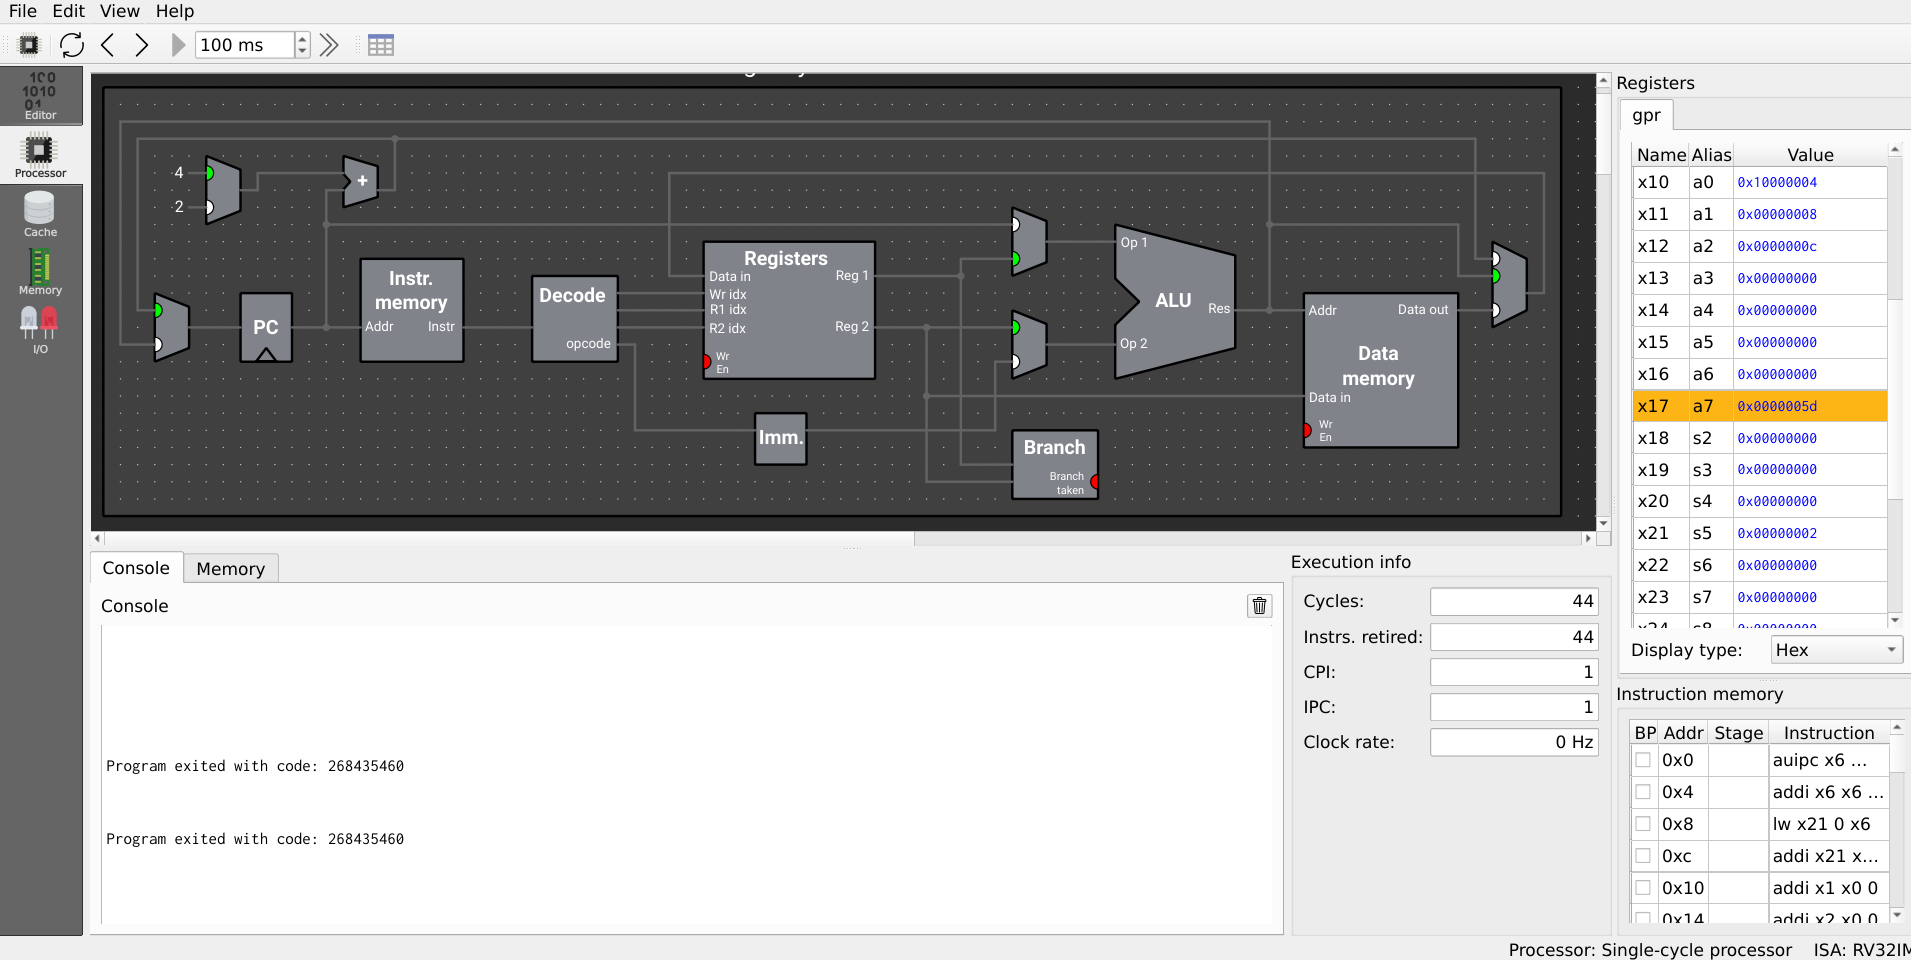 File Edit View Help
100 ms
100
1010
01
Editor
Processor
Cache
Memory
I/O
4
2
+
PC
Instr.
memory
Addr
Instr
Decode
opcode
Registers
Data in
Reg 1
Wr idx
R1 idx
R2 idx
Reg 2
Wr
En
Imm.
Op 1
ALU
Res
Op 2
Branch
Branch
taken
Addr
Data out
Data
memory
Data in
Wr
En
Console Memory
Console
Program exited with code: 268435460
Program exited with code: 268435460
Execution info
Cycles: 44
Instrs. retired: 44
CPI: 1
IPC: 1
Clock rate: 0 Hz
Registers
gpr
Name Alias Value
x10 a0 0x10000004
x11 a1 0x00000008
x12 a2 0x0000000c
x13 a3 0x00000000
x14 a4 0x00000000
x15 a5 0x00000000
x16 a6 0x00000000
x17 a7 0x0000005d
x18 s2 0x00000000
x19 s3 0x00000000
x20 s4 0x00000000
x21 s5 0x00000002
x22 s6 0x00000000
x23 s7 0x00000000
x24 s8 0x00000000
Display type: Hex
Instruction memory
BP Addr Stage Instruction
0x0 auipc x6 ...
0x4 addi x6 x6 ...
0x8 lw x21 0 x6
0xc addi x21 x...
0x10 addi x1 x0 0
0x14 addi x2 x0 0
Processor: Single-cycle processor ISA: RV32IM